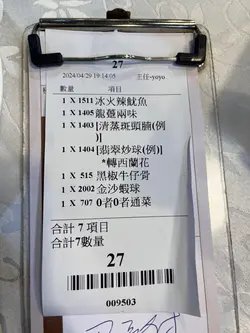 27
2024/04/29 19:14:05 主任-yoyo
數量 項目
1 X 1511 冰火辣魷魚
1 X 1405 龍躉兩味
1 X 1403 [清蒸斑頭腩(例
)]
1 X 1404 [翡翠炒球(例)]
*轉西蘭花
1 X 515 黑椒牛仔骨
1 X 2002 金沙蝦球
1 X 707 0者0者通菜
合計 7 項目
合計7數量
27
009503